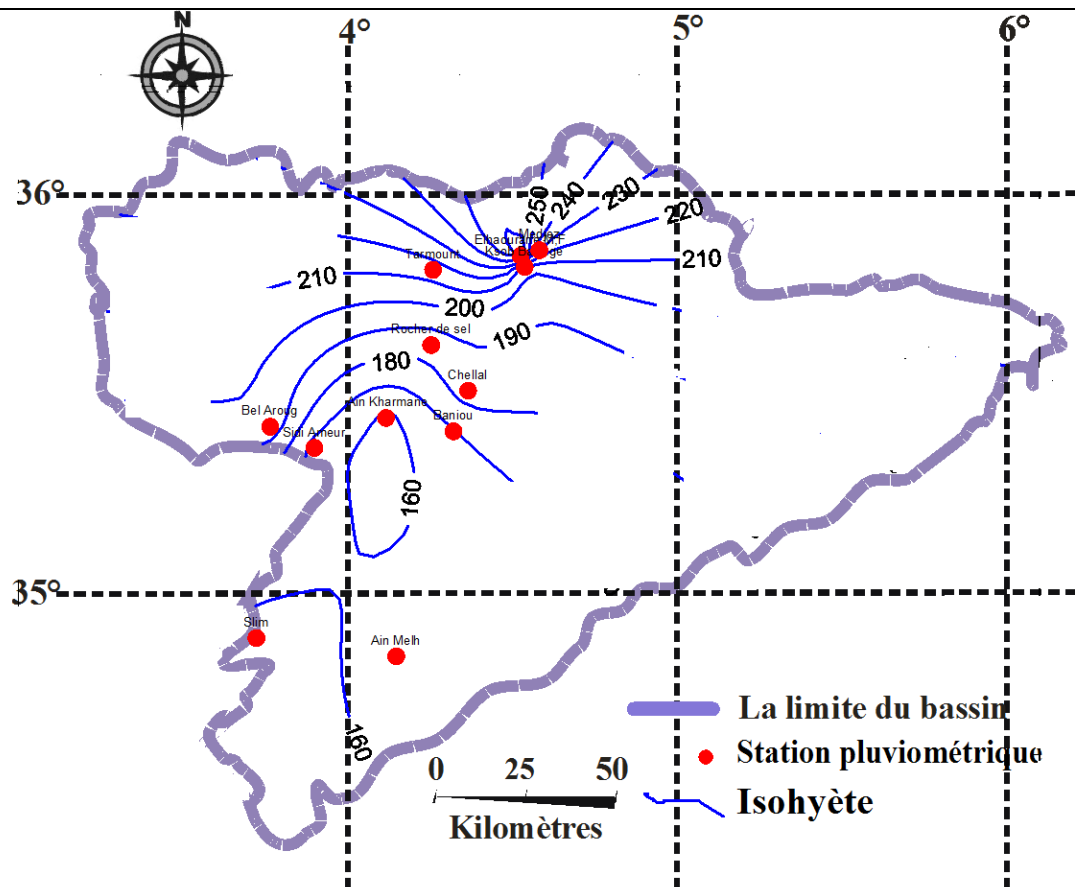 N
4°
5°
6°
36°
250
240
230
220
210
Medjez
Tarmount
210
200
190
180
Rocher de sel
Chellal
Bel Aroug
Ain Kharmane
Baniou
Sidi Ameur
160
35°
Slim
Ain Melh
160
La limite du bassin
Station pluviométrique
Isohyète
0 25 50
Kilomètres